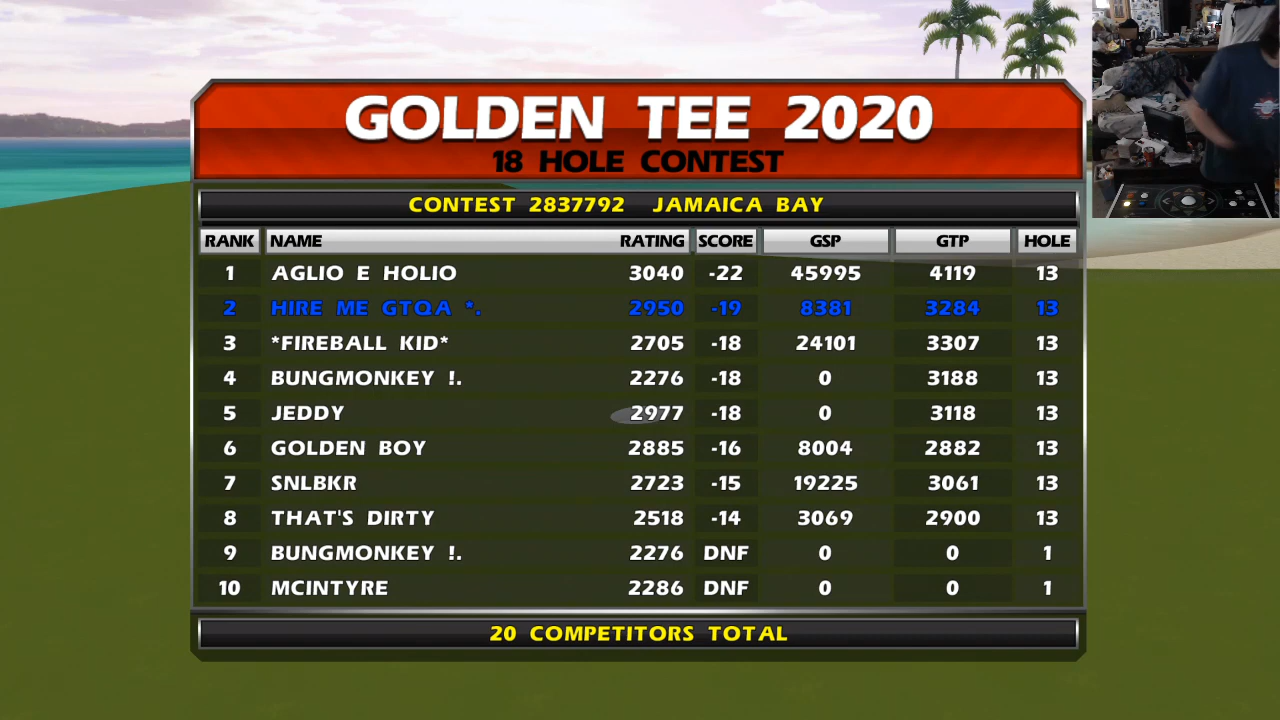 GOLDEN TEE 2020
18 HOLE CONTEST
CONTEST 2837792 JAMAICA BAY
RANK NAME RATING SCORE GSP GTP HOLE
1 AGLIO E HOLIO 3040 -22 45995 4119 13
2 HIRE ME GTQA *. 2950 -19 8381 3284 13
3 *FIREBALL KID* 2705 -18 24101 3307 13
4 BUNGMONKEY !. 2276 -18 0 3188 13
5 JEDDY 2977 -18 0 3118 13
6 GOLDEN BOY 2885 -16 8004 2882 13
7 SNLBKR 2723 -15 19225 3061 13
8 THAT'S DIRTY 2518 -14 3069 2900 13
9 BUNGMONKEY !. 2276 DNF 0 0 1
10 MCINTYRE 2286 DNF 0 0 1
20 COMPETITORS TOTAL